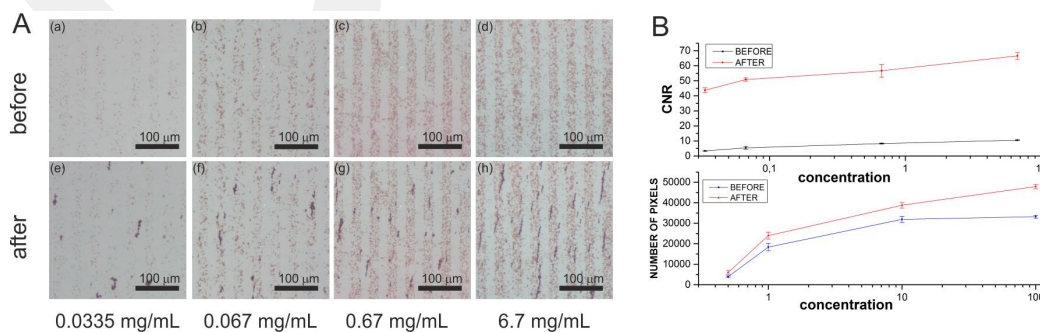 A
before
(a)
(b)
(c)
(d)
100 µm
100 µm
100 µm
100 µm
after
(e)
(f)
(g)
(h)
100 µm
100 µm
100 µm
100 µm
0.0335 mg/mL
0.067 mg/mL
0.67 mg/mL
6.7 mg/mL
B
CNR
70
60
50
40
30
20
10
0
BEFORE
AFTER
0,1
1
concentration
NUMBER OF PIXELS
50000
40000
30000
20000
10000
0
BEFORE
AFTER
1
10
100
concentration